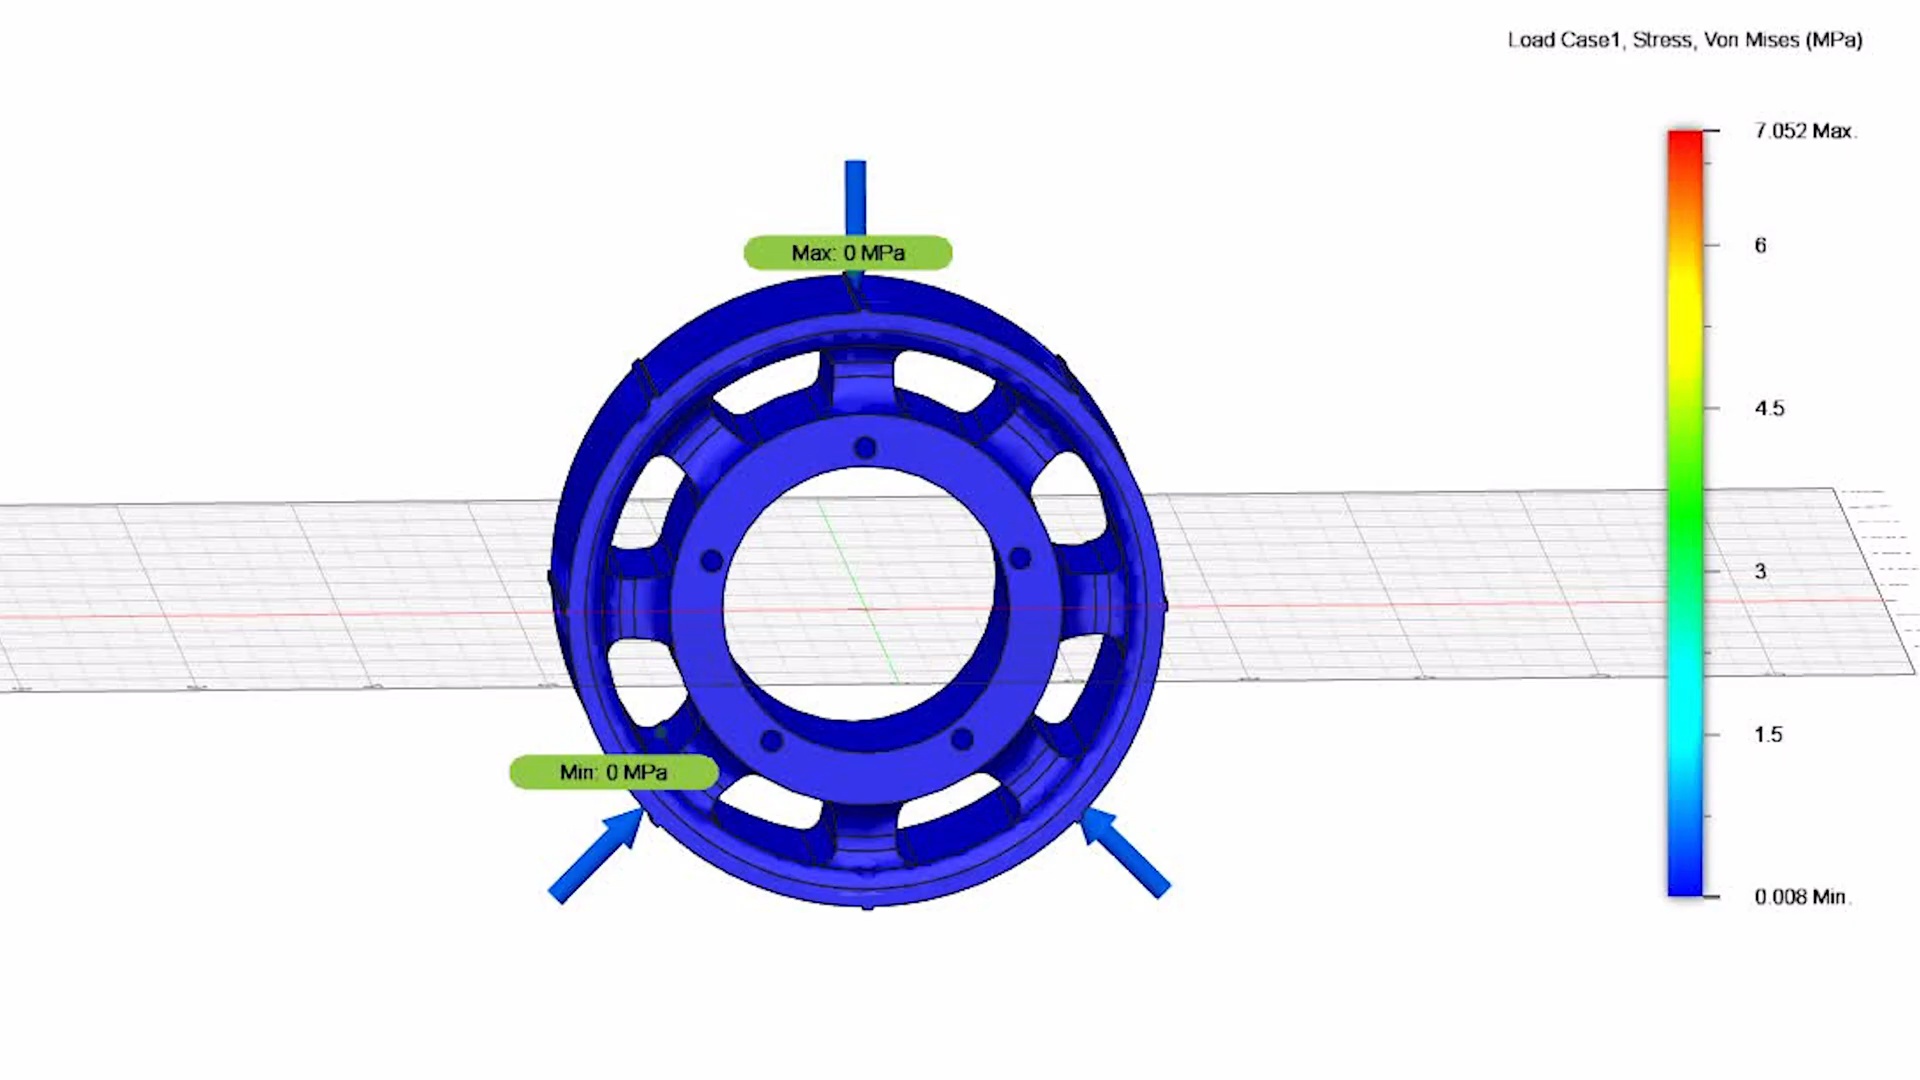 Load Case1, Stress, Von Mises (MPa)
7.052 Max.
6
4.5
3
1.5
0.008 Min.
Max: 0 MPa
Min: 0 MPa